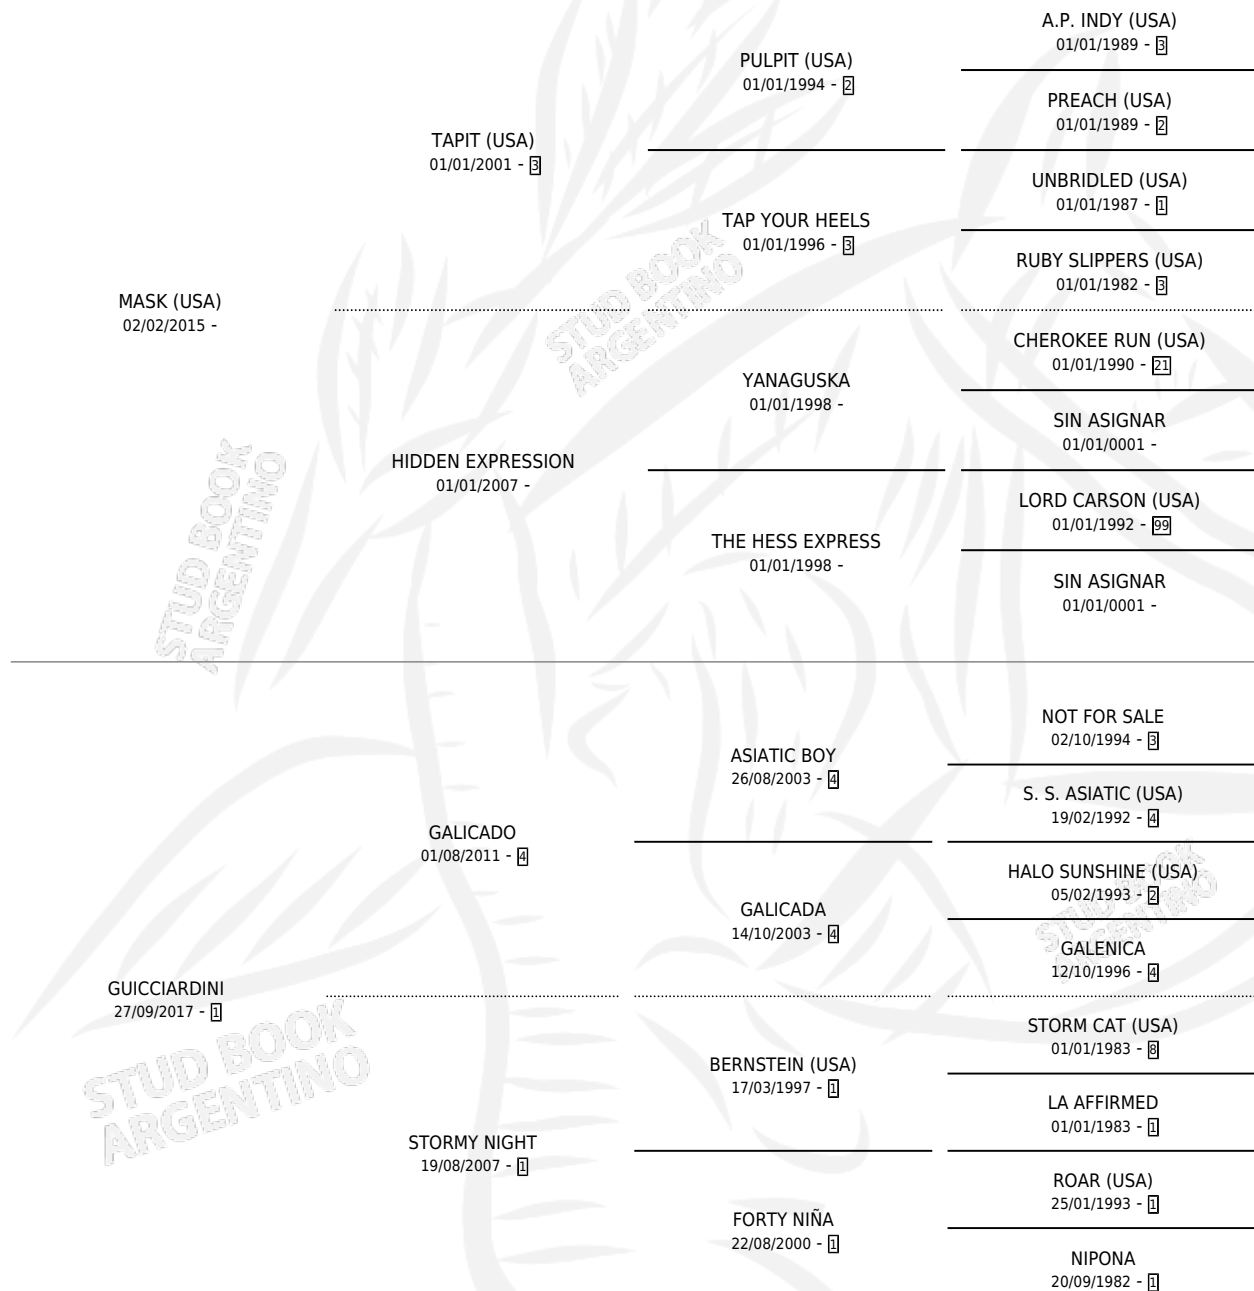 A.P. INDY (USA)
01/01/1989 - 3
PULPIT (USA)
01/01/1994 - 2
PREACH (USA)
01/01/1989 - 2
TAPIT (USA)
01/01/2001 - 3
UNBRIDLED (USA)
01/01/1987 - 1
TAP YOUR HEELS
01/01/1996 - 3
RUBY SLIPPERS (USA)
01/01/1982 - 3
MASK (USA)
02/02/2015 -
CHEROKEE RUN (USA)
01/01/1990 - 21
YANAGUSKA
01/01/1998 -
SIN ASIGNAR
01/01/0001 -
HIDDEN EXPRESSION
01/01/2007 -
LORD CARSON (USA)
01/01/1992 - 99
THE HESS EXPRESS
01/01/1998 -
SIN ASIGNAR
01/01/0001 -
NOT FOR SALE
02/10/1994 - 3
ASIATIC BOY
26/08/2003 - 4
S. S. ASIATIC (USA)
19/02/1992 - 4
GALICADO
01/08/2011 - 4
HALO SUNSHINE (USA)
05/02/1993 - 2
GALICADA
14/10/2003 - 4
GALENICA
12/10/1996 - 4
GUICCIARDINI
27/09/2017 - 1
STORM CAT (USA)
01/01/1983 - 8
BERNSTEIN (USA)
17/03/1997 - 1
LA AFFIRMED
01/01/1983 - 1
STORMY NIGHT
19/08/2007 - 1
ROAR (USA)
25/01/1993 - 1
FORTY NIÑA
22/08/2000 - 1
NIPONA
20/09/1982 - 1
STUD BOOK
ARGENTINO
STUD BOOK
ARGENTINO
STUD BOOK
ARGENTINO
STUD BOOK
ARGENTINO